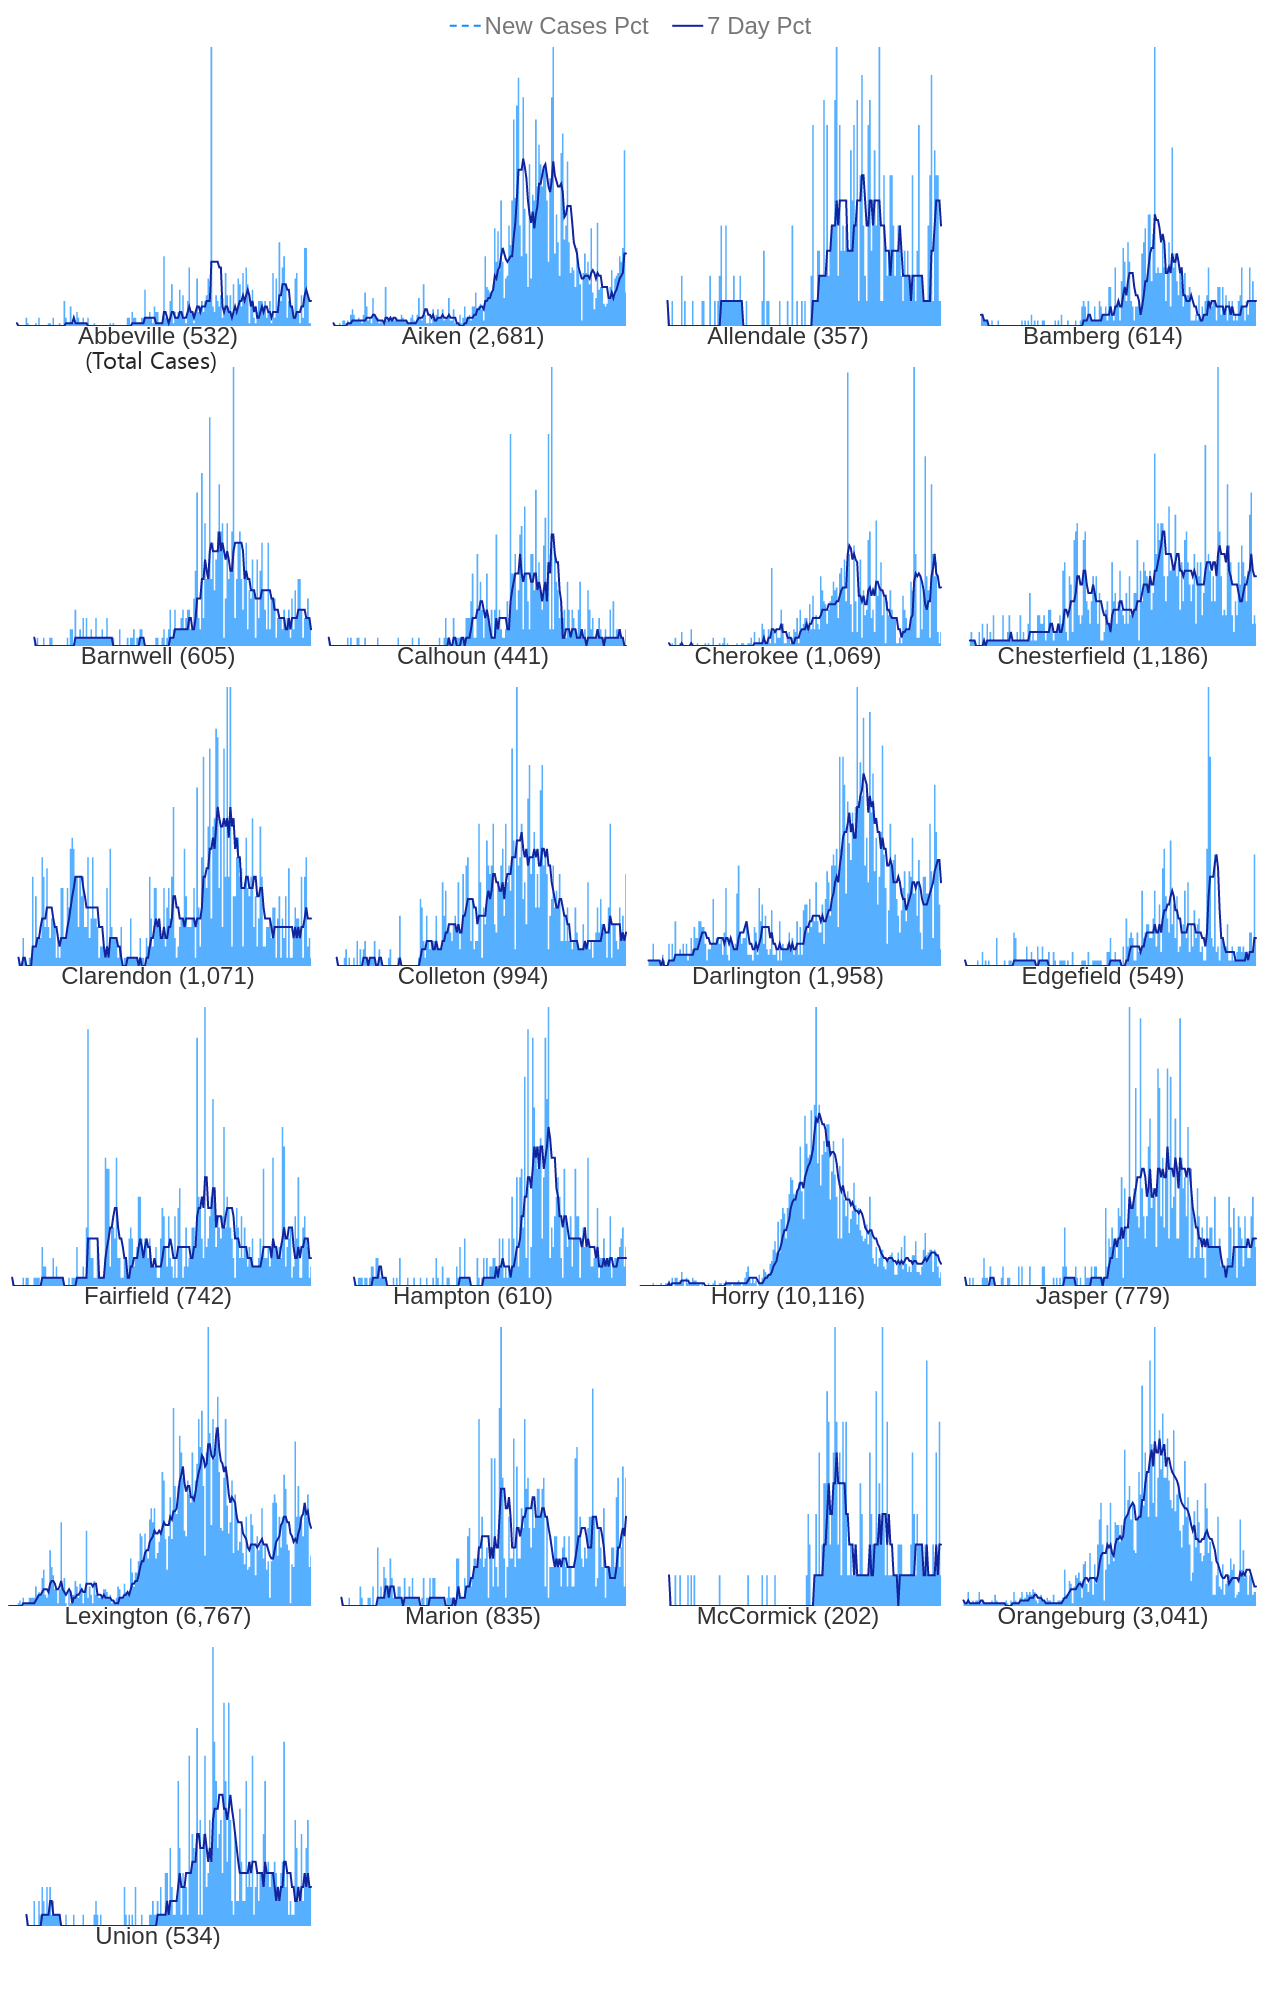 New Cases Pct 7 Day Pct
Abbeville (532) Aiken (2,681) Allendale (357) Bamberg (614)
(Total Cases)
Barnwell (605) Calhoun (441) Cherokee (1,069) Chesterfield (1,186)
Clarendon (1,071) Colleton (994) Darlington (1,958) Edgefield (549)
Fairfield (742) Hampton (610) Horry (10,116) Jasper (779)
Lexington (6,767) Marion (835) McCormick (202) Orangeburg (3,041)
Union (534)